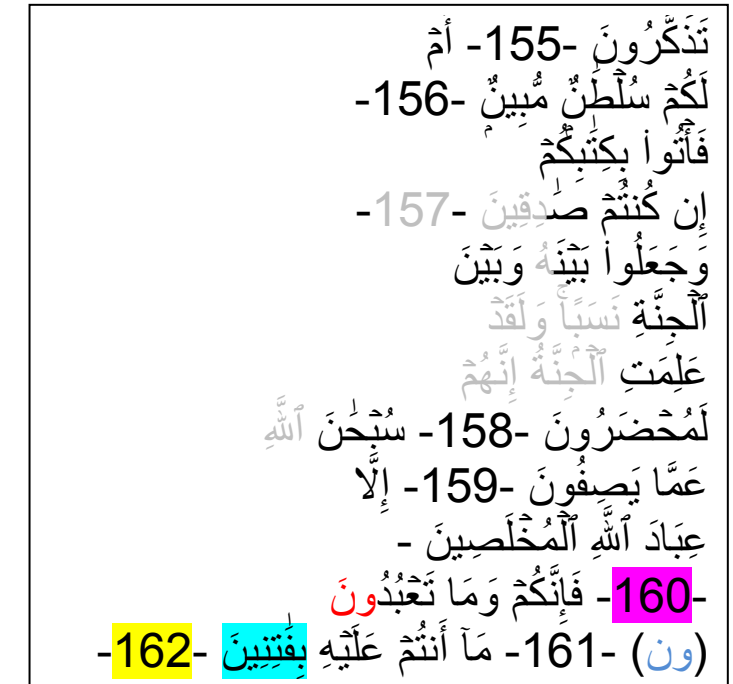 تَذَكَّرُونَ -155- أَمۡ
لَكُمۡ سُلۡطَٰنٞ مُّبِينٞ -156-
فَأۡتُواْ بِكِتَٰبِكُمۡ
إِن كُنتُمۡ صَٰدِقِينَ -157-
وَجَعَلُواْ بَيۡنَهُۥ وَبَيۡنَ
ٱلۡجِنَّةِ نَسَبٗاۚ وَلَقَدۡ
عَلِمَتِ ٱلۡجِنَّةُ إِنَّهُمۡ
لَمُحۡضَرُونَ -158- سُبۡحَٰنَ ٱللَّهِ
عَمَّا يَصِفُونَ -159- إِلَّا
عِبَادَ ٱللَّهِ ٱلۡمُخۡلَصِينَ -
-160- فَإِنَّكُمۡ وَمَا تَعۡبُدُونَ
(ون) -161- مَآ أَنتُمۡ عَلَيۡهِ بِفَٰتِنِينَ -162-